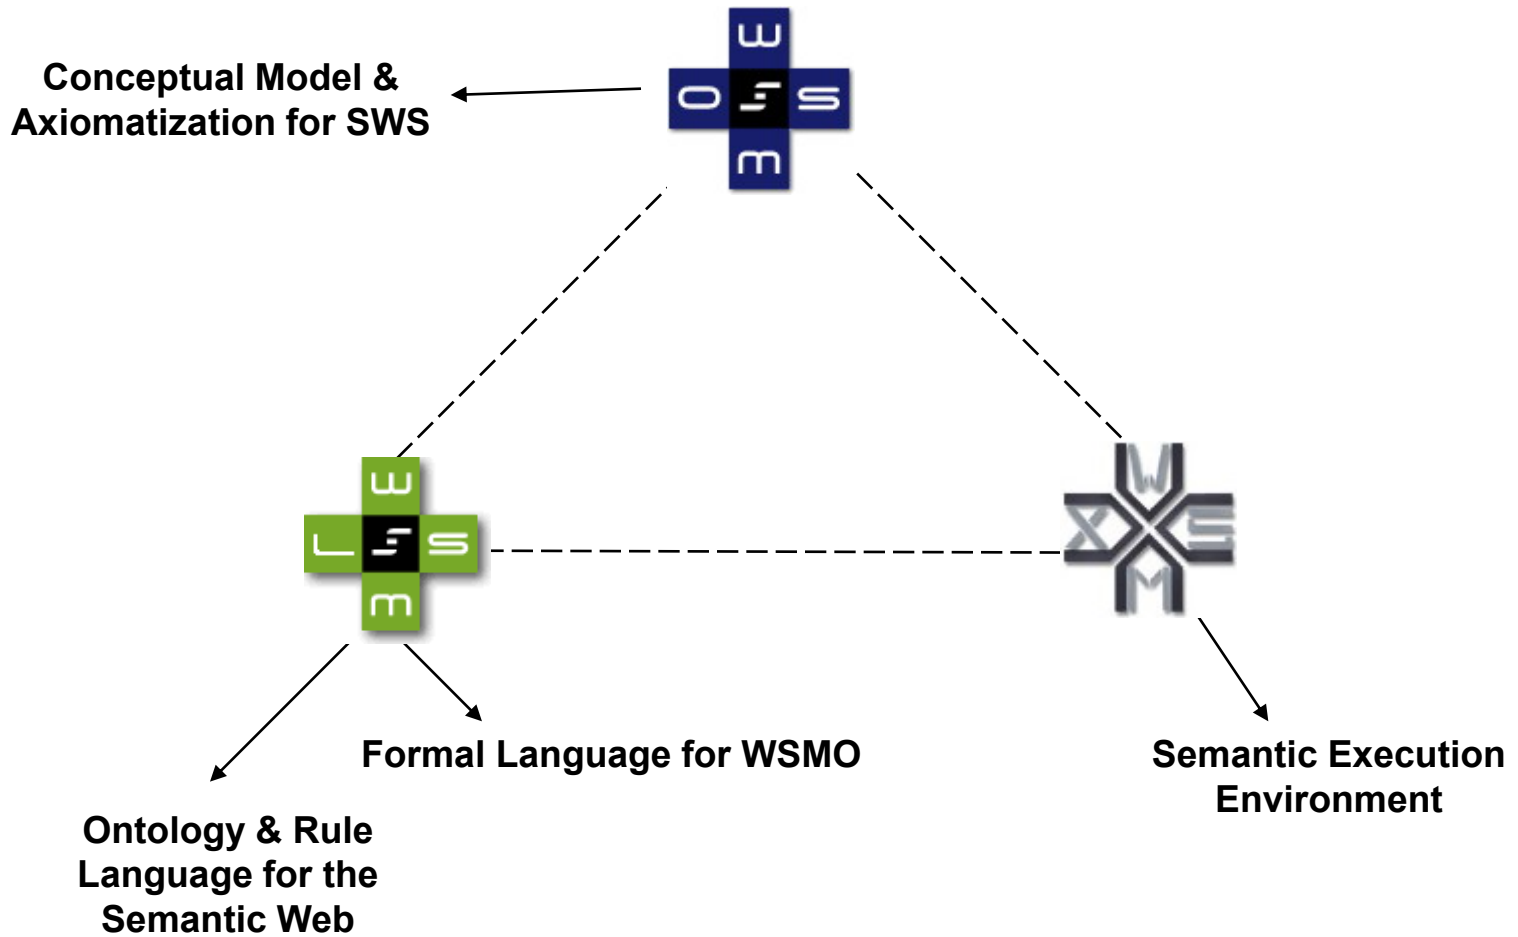 W
O S
M
Conceptual Model &
Axiomatization for SWS
W
L S
M
W
X S
M
Formal Language for WSMO
Semantic Execution
Environment
Ontology & Rule
Language for the
Semantic Web